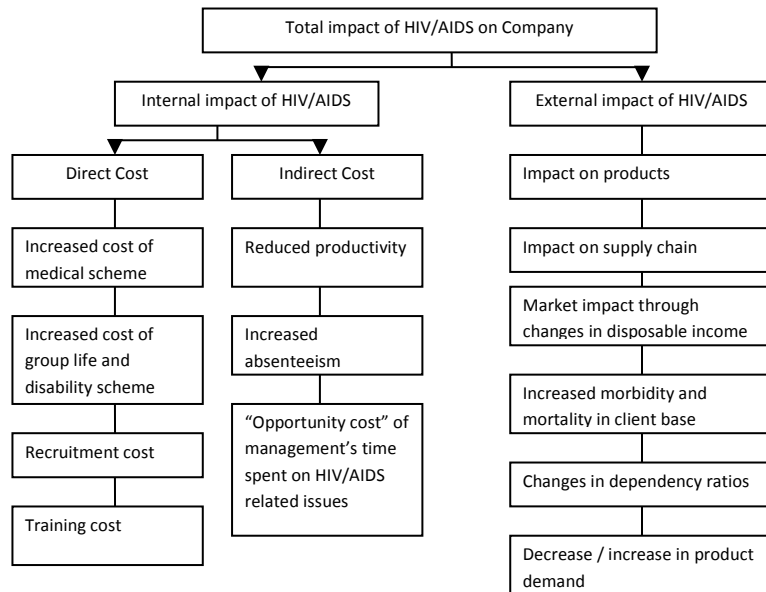 Total impact of HIV/AIDS on Company
Internal impact of HIV/AIDS
External impact of HIV/AIDS
Direct Cost
Indirect Cost
Impact on products
Increased cost of
medical scheme
Reduced productivity
Impact on supply chain
Increased cost of
group life and
disability scheme
Increased
absenteeism
Market impact through
changes in disposable income
Recruitment cost
“Opportunity cost” of
management’s time
spent on HIV/AIDS
related issues
Increased morbidity and
mortality in client base
Training cost
Changes in dependency ratios
Decrease / increase in product
demand